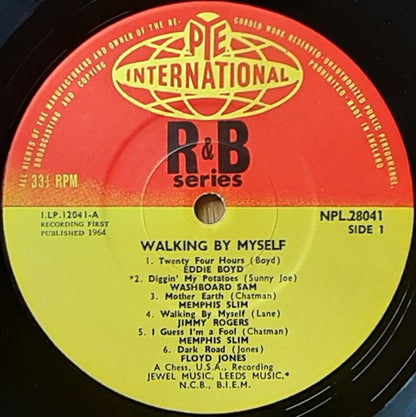 ALL RIGHTS OF THE MANUFACTURERS AND OWNER OF THE RE- CORDED WORK RESERVED. UNAUTHORIZED PUBLIC PERFORMANCE, BROADCASTING AND COPYING PROHIBITED. MADE IN ENGLAND
PYE
INTERNATIONAL
R&B
series
33⅓ RPM
I.LP.12041-A
RECORDING FIRST
PUBLISHED 1964
NPL.28041
SIDE 1
WALKING BY MYSELF
1. Twenty Four Hours (Boyd)
EDDIE BOYD
*2. Diggin' My Potatoes (Sunny Joe)
WASHBOARD SAM
3. Mother Earth (Chatman)
MEMPHIS SLIM
4. Walking By Myself (Lane)
JIMMY ROGERS
5. I Guess I'm a Fool (Chatman)
MEMPHIS SLIM
6. Dark Road (Jones)
FLOYD JONES
A Chess, U.S.A., Recording
JEWEL MUSIC, LEEDS MUSIC,*
N.C.B., B.I.E.M.